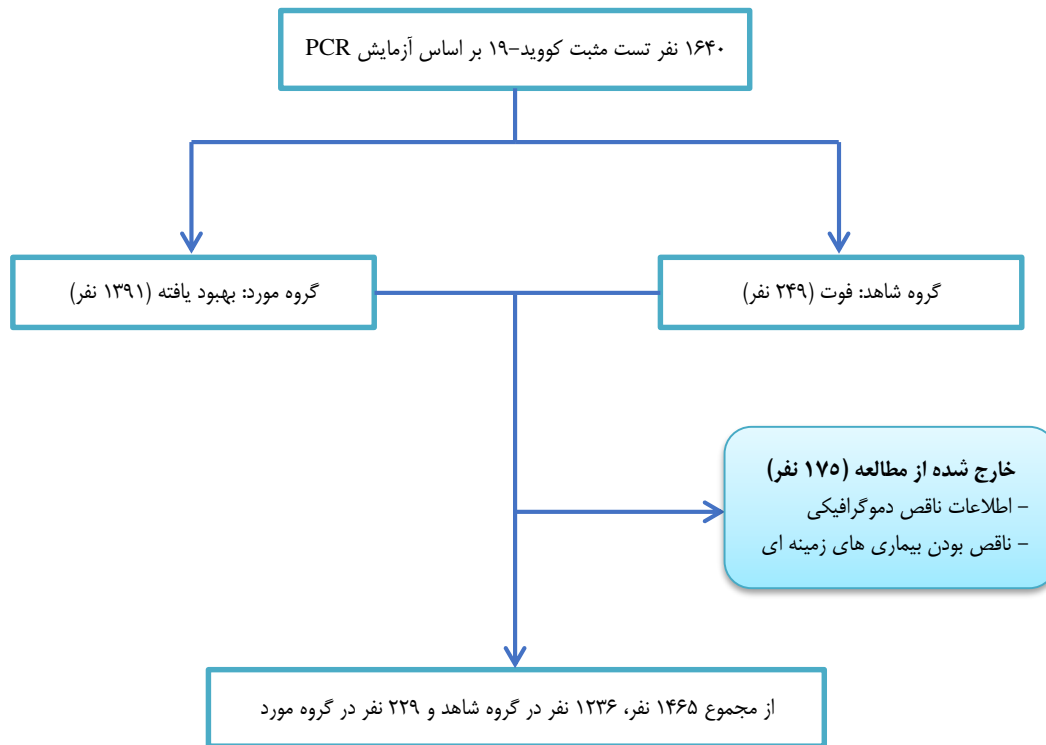 ۱۶۴۰ نفر تست مثبت کووید-۱۹ بر اساس آزمایش PCR
گروه شاهد: فوت (۲۴۹ نفر)
گروه مورد: بهبود یافته (۱۳۹۱ نفر)
خارج شده از مطالعه (۱۷۵ نفر)
- اطلاعات ناقص دموگرافیکی
- ناقص بودن بیماری های زمینه ای
از مجموع ۱۴۶۵ نفر، ۱۲۳۶ نفر در گروه شاهد و ۲۲۹ نفر در گروه مورد